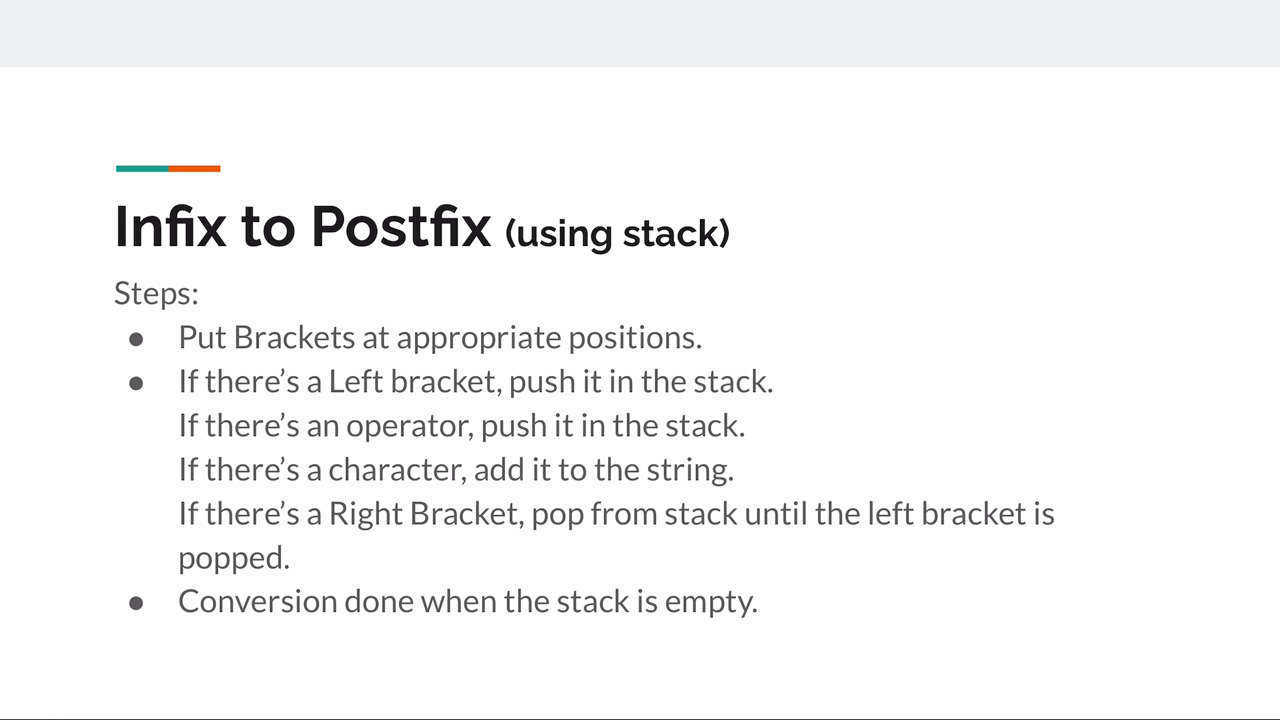 Infix to Postfix (using stack)
Steps:
● Put Brackets at appropriate positions.
● If there’s a Left bracket, push it in the stack.
If there’s an operator, push it in the stack.
If there’s a character, add it to the string.
If there’s a Right Bracket, pop from stack until the left bracket is
popped.
● Conversion done when the stack is empty.